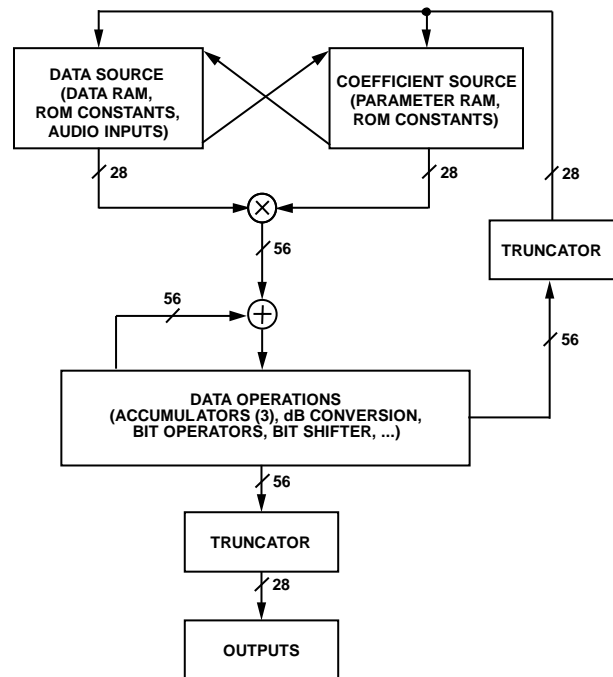 DATA SOURCE
(DATA RAM,
ROM CONSTANTS,
AUDIO INPUTS)
COEFFICIENT SOURCE
(PARAMETER RAM,
ROM CONSTANTS)
28
28
28
56
TRUNCATOR
56
56
DATA OPERATIONS
(ACCUMULATORS (3), dB CONVERSION,
BIT OPERATORS, BIT SHIFTER, ...)
56
TRUNCATOR
28
OUTPUTS